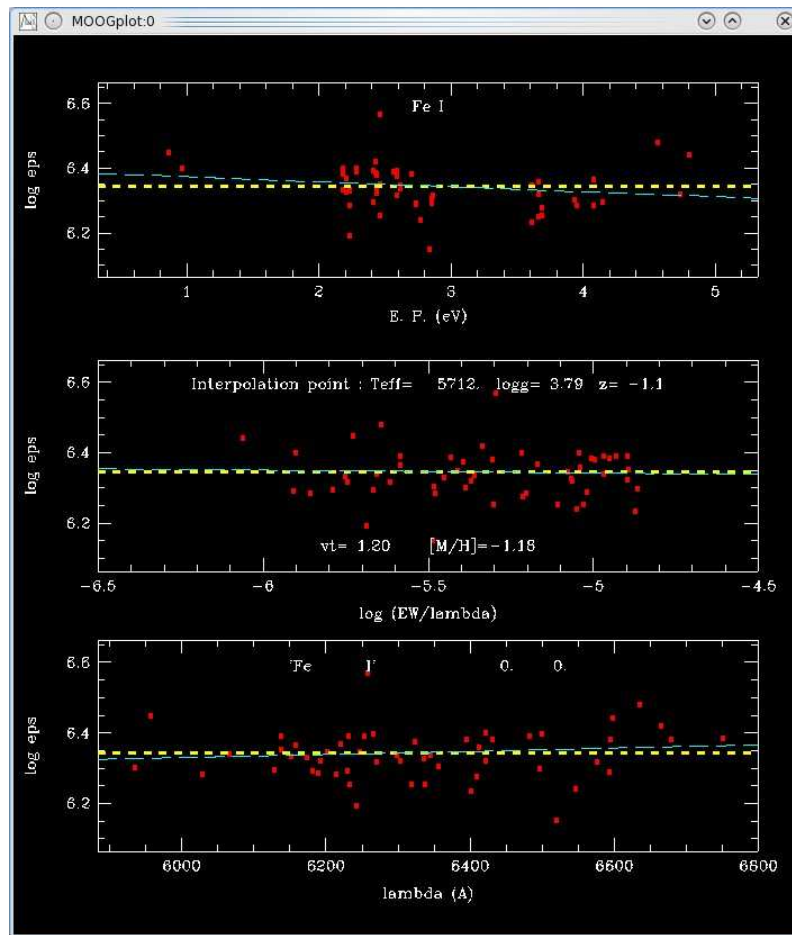 MOOGplot:0
Fe I
6.6
6.4
6.2
log eps
1 2 3 4 5
E. P. (eV)
Interpolation point : Teff= 5712. logg= 3.79 z= -1.1
6.6
6.4
6.2
log eps
vt= 1.20 [M/H]=-1.18
-6.5 -6 -5.5 -5 -4.5
log (EW/lambda)
'Fe I' 0. 0.
6.6
6.4
6.2
log eps
6000 6200 6400 6600 6800
lambda (A)